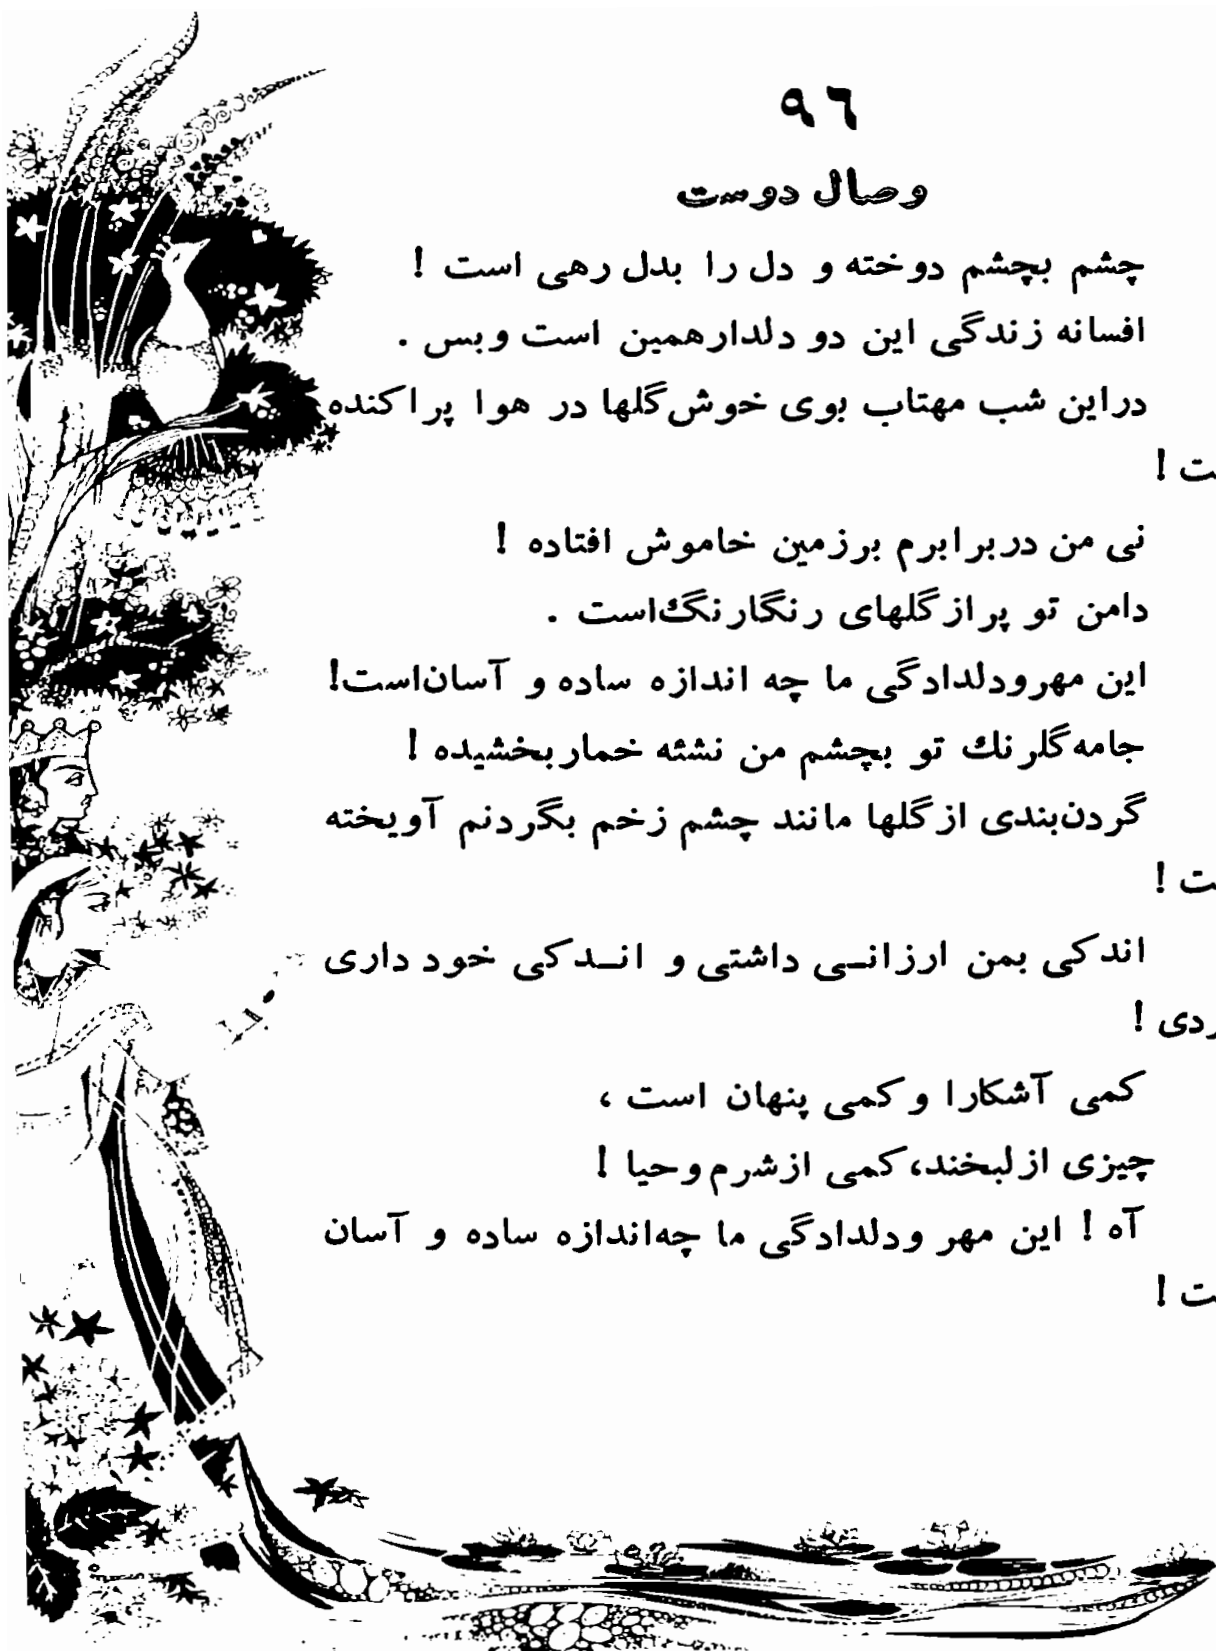 ٩٦
وصال دوست
چشم بچشم دوخته و دل را بدل رهی است !
افسانه زندگی این دو دلدارهمین است وبس .
دراین شب مهتاب بوی خوش گلها در هوا پراکنده
ت !
نی من دربرابرم برزمین خاموش افتاده !
دامن تو پرازگلهای رنگارنگ است .
این مهرودلدادگی ما چه اندازه ساده و آسان است!
جامه گلرنك تو بچشم من نشئه خماربخشیده !
گردن‌بندی ازگلها مانند چشم زخم بگردنم آویخته
ت !
اندکی بمن ارزانـی داشتی و انـدکی خود داری
ردی !
کمی آشکارا و کمی پنهان است ،
چیزی ازلبخند، کمی ازشرم وحیا !
آه ! این مهر ودلدادگی ما چه‌اندازه ساده و آسان
ت !